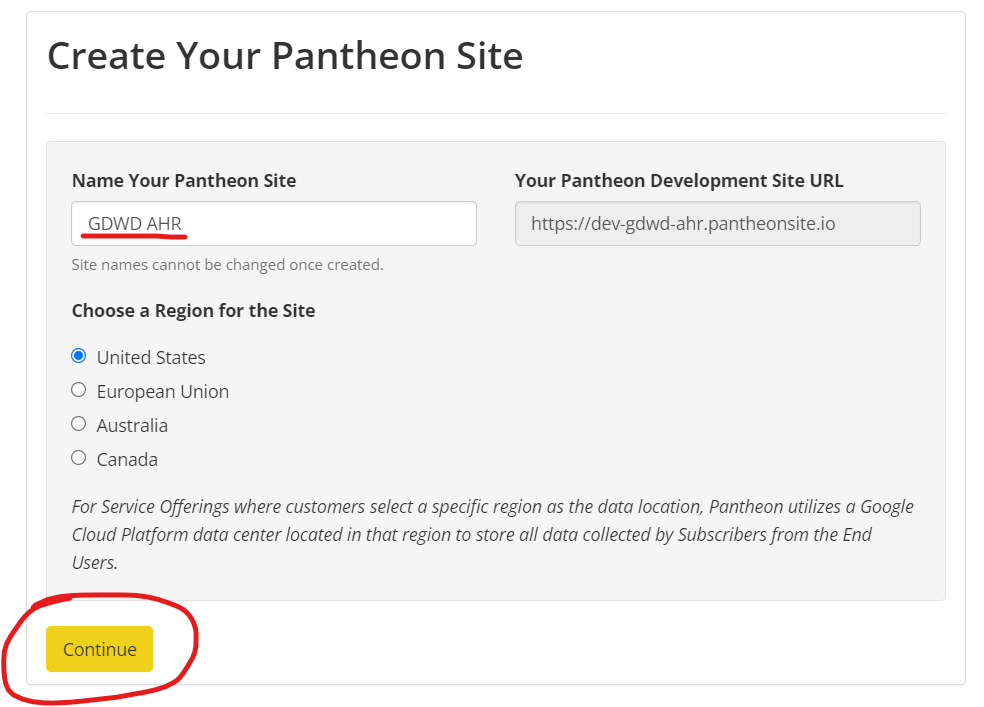 Create Your Pantheon Site
Name Your Pantheon Site
GDWD AHR
Site names cannot be changed once created.
Your Pantheon Development Site URL
https://dev-gdwd-ahr.pantheonsite.io
Choose a Region for the Site
United States
European Union
Australia
Canada
For Service Offerings where customers select a specific region as the data location, Pantheon utilizes a Google
Cloud Platform data center located in that region to store all data collected by Subscribers from the End
Users.
Continue